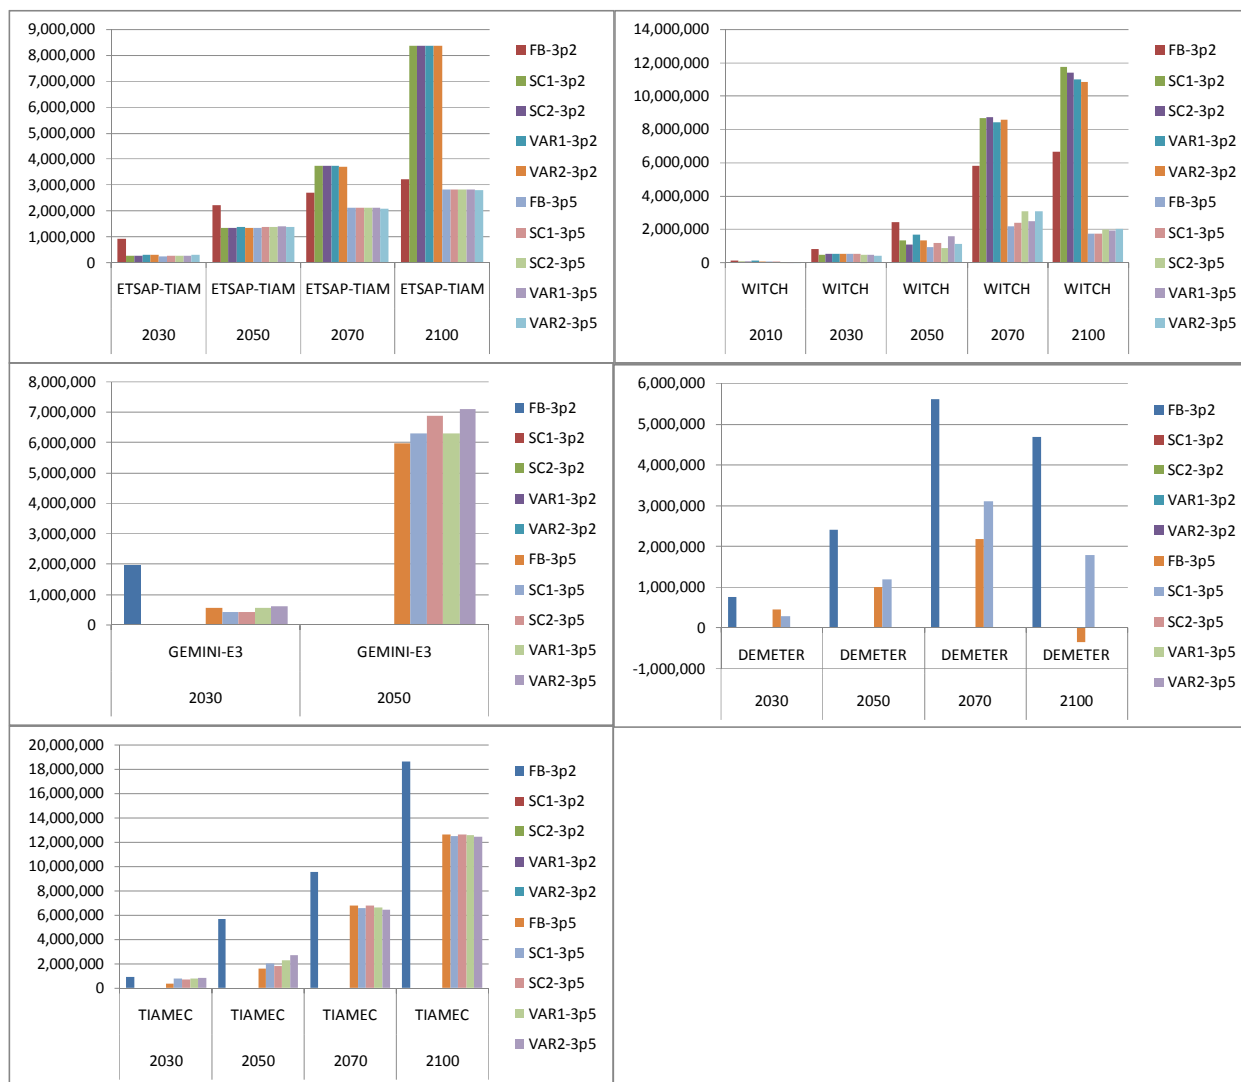 9,000,000
8,000,000
7,000,000
6,000,000
5,000,000
4,000,000
3,000,000
2,000,000
1,000,000
0
ETSAP-TIAM ETSAP-TIAM ETSAP-TIAM ETSAP-TIAM
2030 2050 2070 2100
FB-3p2
SC1-3p2
SC2-3p2
VAR1-3p2
VAR2-3p2
FB-3p5
SC1-3p5
SC2-3p5
VAR1-3p5
VAR2-3p5
14,000,000
12,000,000
10,000,000
8,000,000
6,000,000
4,000,000
2,000,000
0
WITCH WITCH WITCH WITCH WITCH
2010 2030 2050 2070 2100
FB-3p2
SC1-3p2
SC2-3p2
VAR1-3p2
VAR2-3p2
FB-3p5
SC1-3p5
SC2-3p5
VAR1-3p5
VAR2-3p5
8,000,000
7,000,000
6,000,000
5,000,000
4,000,000
3,000,000
2,000,000
1,000,000
0
GEMINI-E3 GEMINI-E3
2030 2050
FB-3p2
SC1-3p2
SC2-3p2
VAR1-3p2
VAR2-3p2
FB-3p5
SC1-3p5
SC2-3p5
VAR1-3p5
VAR2-3p5
6,000,000
5,000,000
4,000,000
3,000,000
2,000,000
1,000,000
0
-1,000,000
DEMETER DEMETER DEMETER DEMETER
2030 2050 2070 2100
FB-3p2
SC1-3p2
SC2-3p2
VAR1-3p2
VAR2-3p2
FB-3p5
SC1-3p5
SC2-3p5
VAR1-3p5
VAR2-3p5
20,000,000
18,000,000
16,000,000
14,000,000
12,000,000
10,000,000
8,000,000
6,000,000
4,000,000
2,000,000
0
TIAMEC TIAMEC TIAMEC TIAMEC
2030 2050 2070 2100
FB-3p2
SC1-3p2
SC2-3p2
VAR1-3p2
VAR2-3p2
FB-3p5
SC1-3p5
SC2-3p5
VAR1-3p5
VAR2-3p5